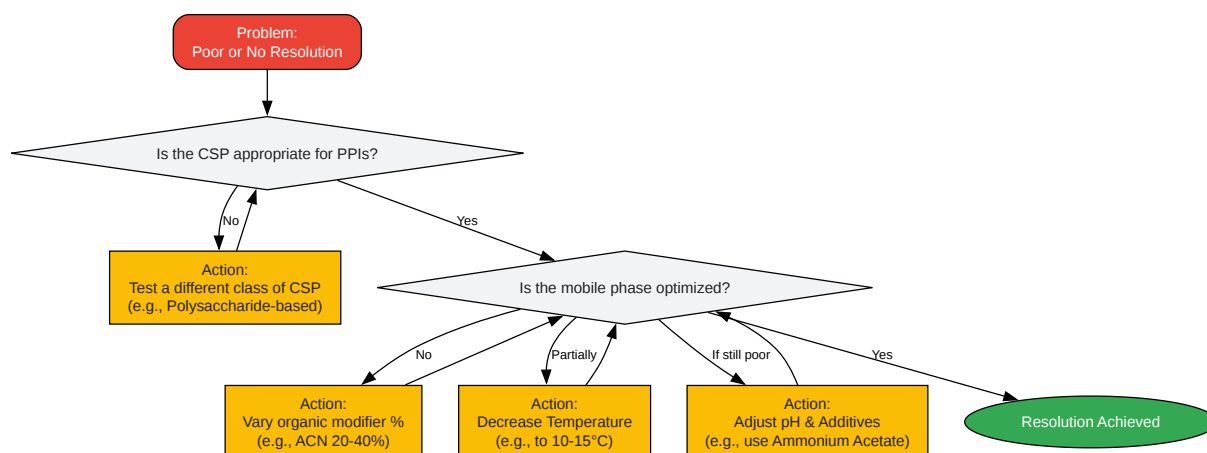 Problem:
Poor or No Resolution
Is the CSP appropriate for PPIs?
No
Yes
Action:
Test a different class of CSP
(e.g., Polysaccharide-based)
Is the mobile phase optimized?
No
Partially
If still poor
Yes
Action:
Vary organic modifier %
(e.g., ACN 20-40%)
Action:
Decrease Temperature
(e.g., to 10-15°C)
Action:
Adjust pH & Additives
(e.g., use Ammonium Acetate)
Resolution Achieved